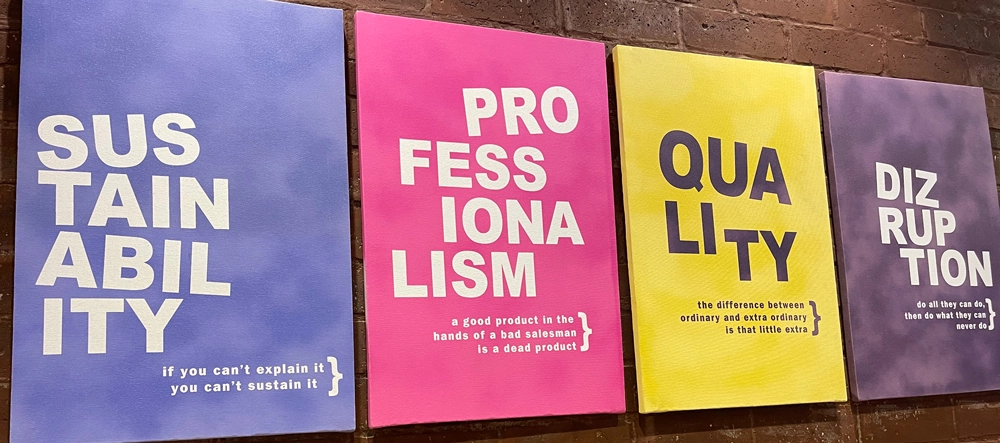 SUS
TAIN
ABIL
ITY
if you can't explain it
you can't sustain it
PRO
FESS
IONA
LISM
a good product in the
hands of a bad salesman
is a dead product
QUA
LITY
the difference between
ordinary and extra ordinary
is that little extra
DIZ
RUP
TION
do all they can do,
then do what they can
never do